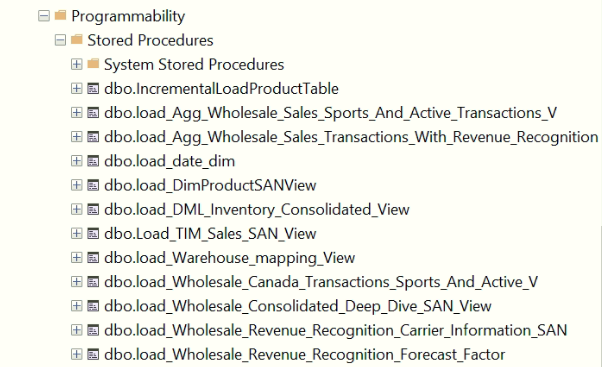 Programmability
Stored Procedures
System Stored Procedures
dbo.IncrementalLoadProductTable
dbo.load_Agg_Wholesale_Sales_Sports_And_Active_Transactions_V
dbo.load_Agg_Wholesale_Sales_Transactions_With_Revenue_Recognition
dbo.load_date_dim
dbo.load_DimProductSANView
dbo.load_DML_Inventory_Consolidated_View
dbo.Load_TIM_Sales_SAN_View
dbo.load_Warehouse_mapping_View
dbo.load_Wholesale_Canada_Transactions_Sports_And_Active_V
dbo.load_Wholesale_Consolidated_Deep_Dive_SAN_View
dbo.load_Wholesale_Revenue_Recognition_Carrier_Information_SAN
dbo.load_Wholesale_Revenue_Recognition_Forecast_Factor